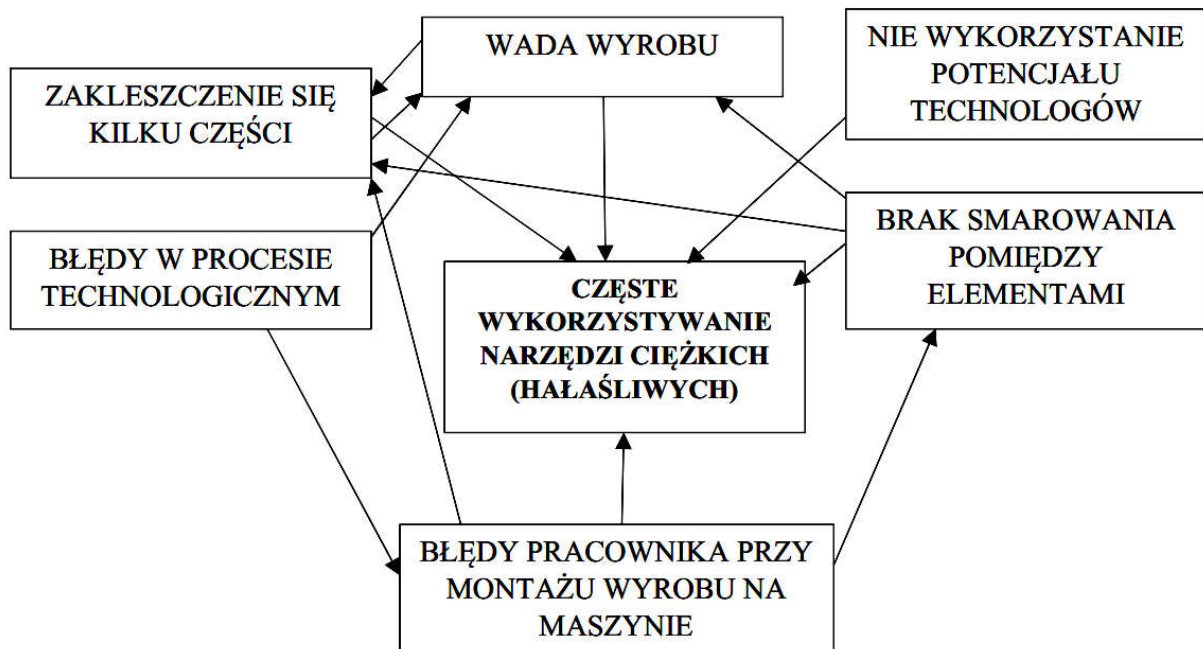 WADA WYROBU
NIE WYKORZYSTANIE
POTENCJAŁU
TECHNOLOGÓW
ZAKLESZCZENIE SIĘ
KILKU CZĘŚCI
BRAK SMAROWANIA
POMIĘDZY
ELEMENTAMI
BŁĘDY W PROCESIE
TECHNOLOGICZNYM
CZĘSTE
WYKORZYSTYWANIE
NARZĘDZI CIĘŻKICH
(HAŁAŚLIWYCH)
BŁĘDY PRACOWNIKA PRZY
MONTAŻU WYROBU NA
MASZYNIE